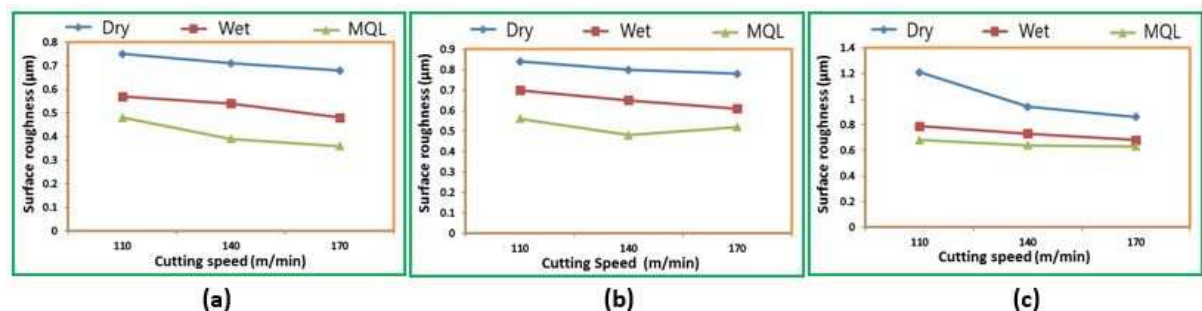 Dry Wet MQL
0.8
0.7
0.6
0.5
0.4
0.3
0.2
0.1
0
Surface roughness (µm)
110 140 170
Cutting speed (m/min)
(a)
Dry Wet MQL
0.9
0.8
0.7
0.6
0.5
0.4
0.3
0.2
0.1
0
Surface roughness (µm)
110 140 170
Cutting Speed (m/min)
(b)
Dry Wet MQL
1.4
1.2
1
0.8
0.6
0.4
0.2
0
Surface roughness (µm)
110 140 170
Cutting speed (m/min)
(c)